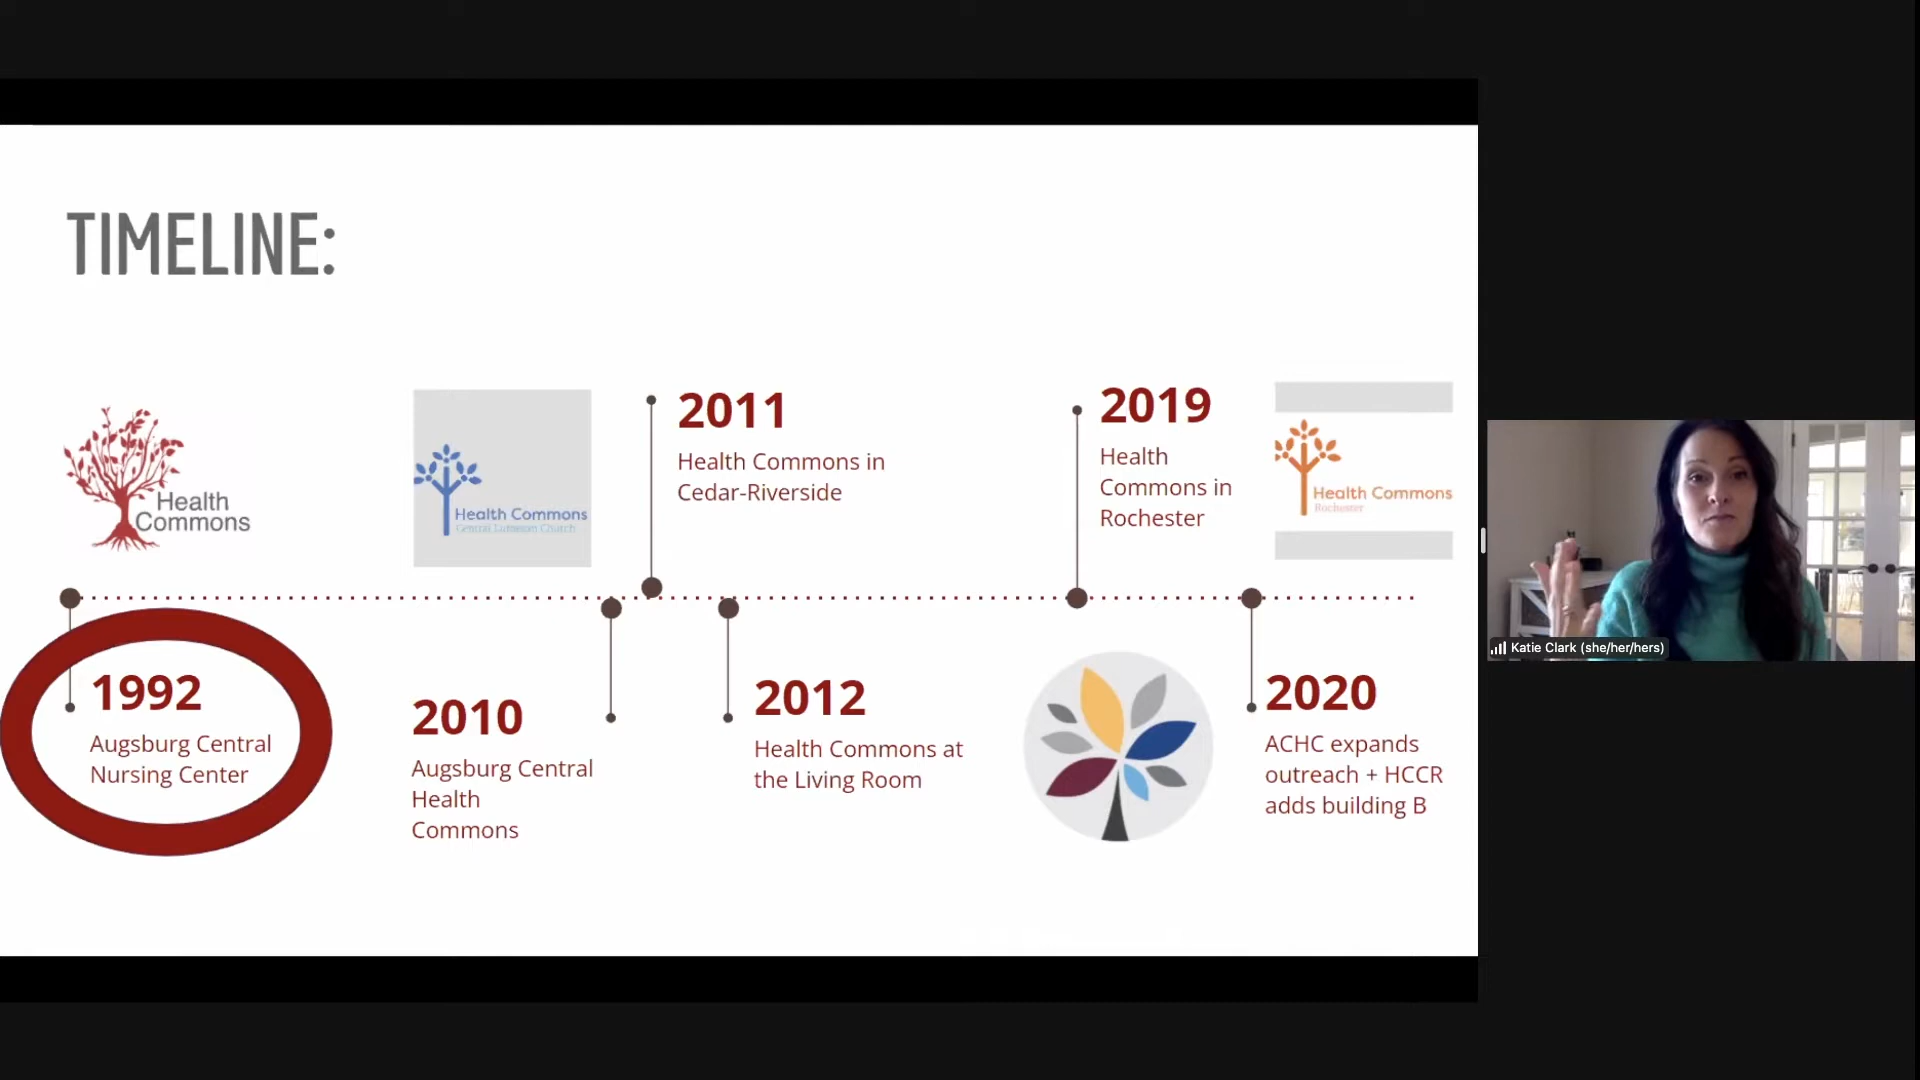 TIMELINE:
Health
Commons
Health Commons
Central Lutheran Church
2011
Health Commons in
Cedar-Riverside
2019
Health
Commons in
Rochester
Health Commons
Rochester
1992
Augsburg Central
Nursing Center
2010
Augsburg Central
Health
Commons
2012
Health Commons at
the Living Room
2020
ACHC expands
outreach + HCCR
adds building B
Katie Clark (she/her/hers)